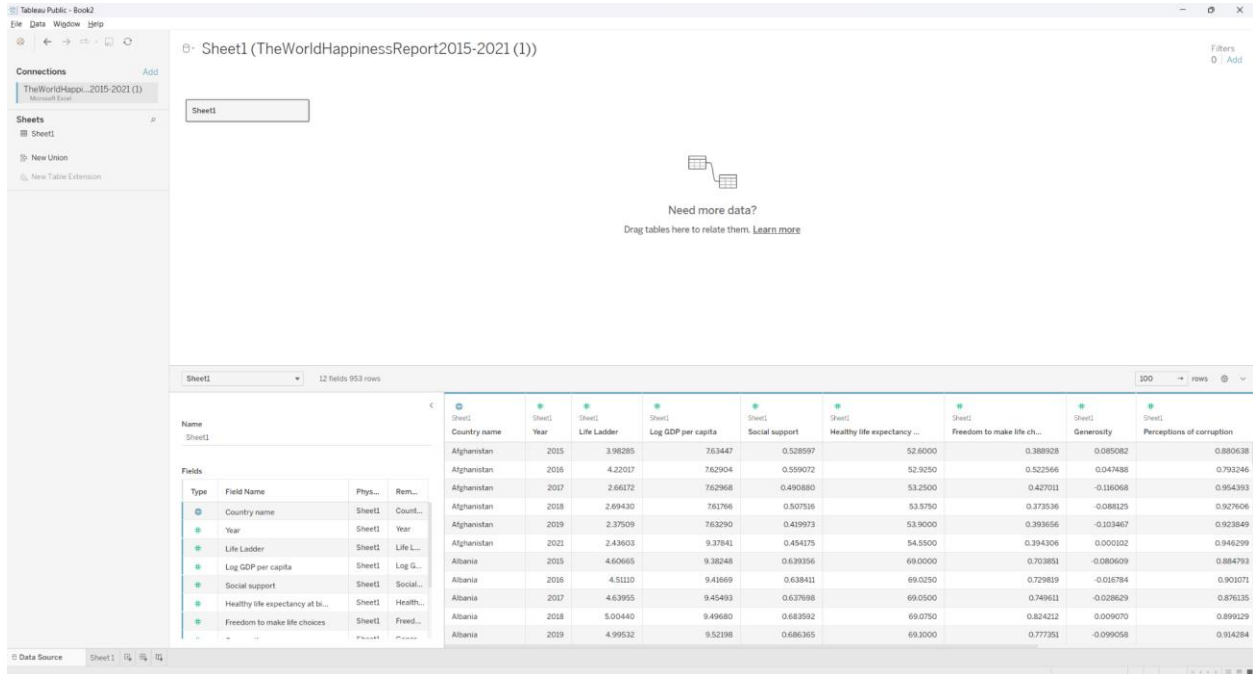 Tableau Public - Book2
File Data Window Help
Connections Add
TheWorldHappi...2015-2021 (1)
Microsoft Excel
Sheets
Sheet1
New Union
New Table Extension
Sheet1 (TheWorldHappinessReport2015-2021 (1))
Filters
0 | Add
Sheet1
Need more data?
Drag tables here to relate them. Learn more
Sheet1 12 fields 953 rows 100 → rows
Name
Sheet1
Fields
Type Field Name Phys... Rem...
Country name Sheet1 Count...
Year Sheet1 Year
Life Ladder Sheet1 Life L...
Log GDP per capita Sheet1 Log G...
Social support Sheet1 Social...
Healthy life expectancy at bi... Sheet1 Health...
Freedom to make life choices Sheet1 Freed...
Sheet1 Sheet1 Sheet1 Sheet1 Sheet1 Sheet1 Sheet1 Sheet1 Sheet1
Country name Year Life Ladder Log GDP per capita Social support Healthy life expectancy ... Freedom to make life ch... Generosity Perceptions of corruption
Afghanistan 2015 3.98285 7.63447 0.528597 52.6000 0.388928 0.085082 0.880638
Afghanistan 2016 4.22017 7.62904 0.559072 52.9250 0.522566 0.047488 0.793246
Afghanistan 2017 2.66172 7.62968 0.490880 53.2500 0.427011 -0.116068 0.954393
Afghanistan 2018 2.69430 7.61766 0.507516 53.5750 0.373536 -0.088125 0.927606
Afghanistan 2019 2.37509 7.63290 0.419973 53.9000 0.393656 -0.103467 0.923849
Afghanistan 2021 2.43603 9.37841 0.454175 54.5500 0.394306 0.000102 0.946299
Albania 2015 4.60665 9.38248 0.639356 69.0000 0.703851 -0.080609 0.884793
Albania 2016 4.51110 9.41669 0.638411 69.0250 0.729819 -0.016784 0.901071
Albania 2017 4.63955 9.45493 0.637698 69.0500 0.749611 -0.028629 0.876135
Albania 2018 5.00440 9.49680 0.683592 69.0750 0.824212 0.009070 0.899129
Albania 2019 4.99532 9.52198 0.686365 69.1000 0.777351 -0.099058 0.914284
Data Source Sheet 1